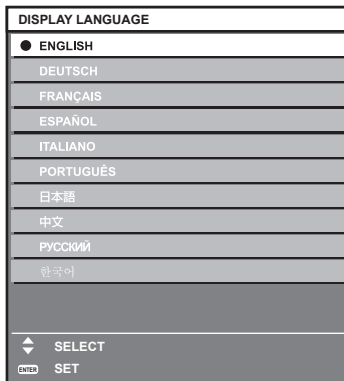 DISPLAY LANGUAGE
ENGLISH
DEUTSCH
FRANÇAIS
ESPAÑOL
ITALIANO
PORTUGUÊS
日本語
中文
РУССКИЙ
한국어
SELECT
ENTER SET